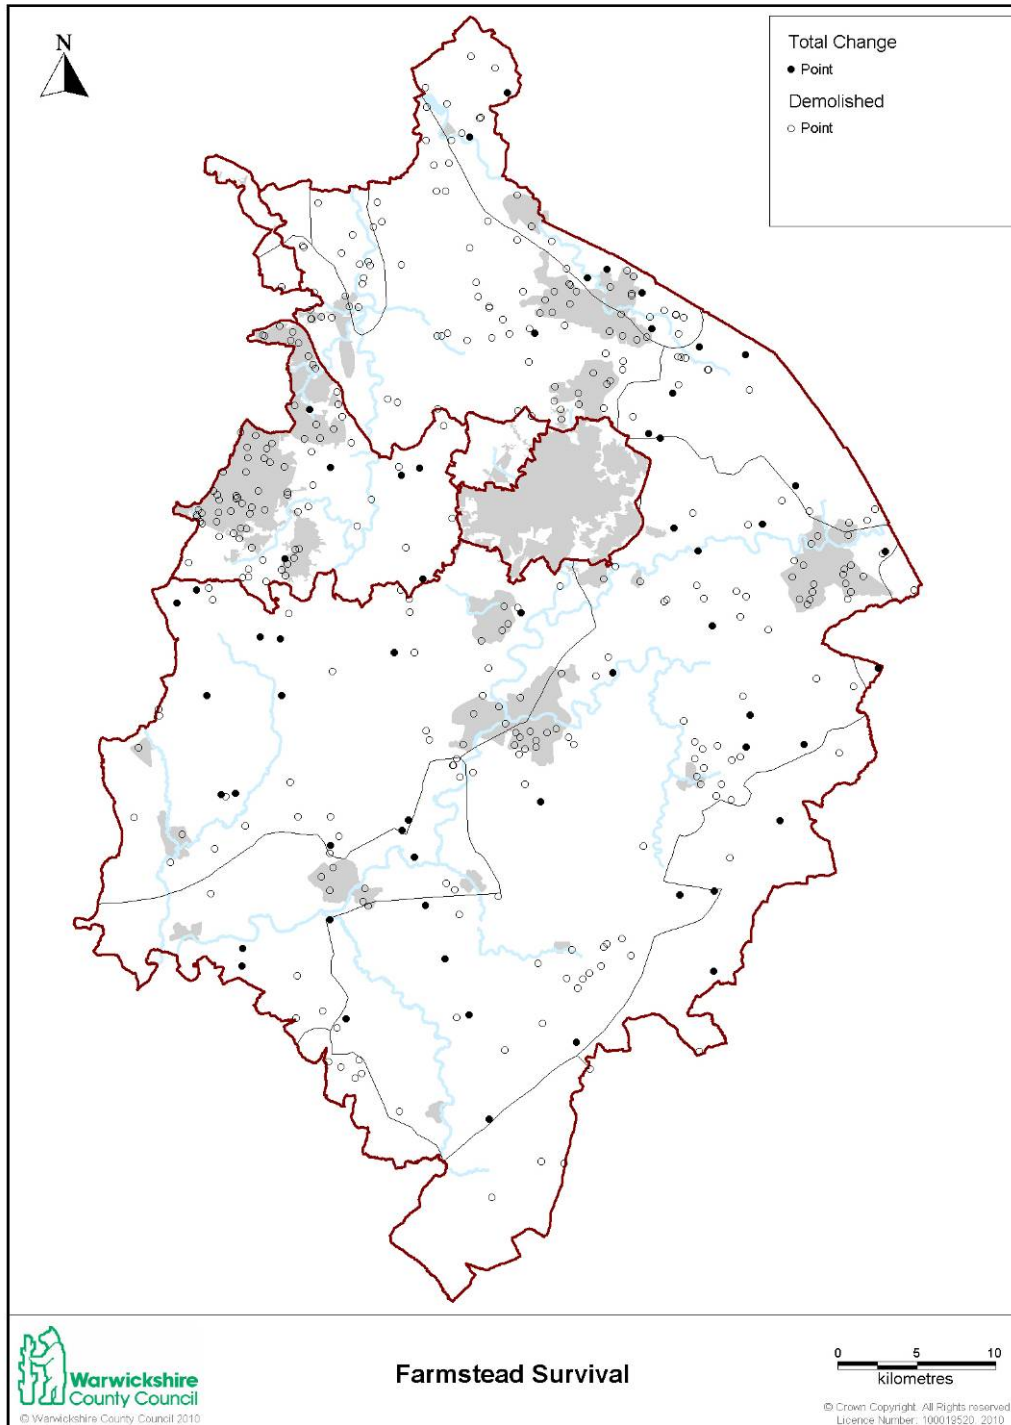 N
Total Change
Point
Demolished
Point
Warwickshire
County Council
© Warwickshire County Council 2010
Farmstead Survival
0 5 10
kilometres
© Crown Copyright. All Rights reserved
Licence Number: 100019520. 2010